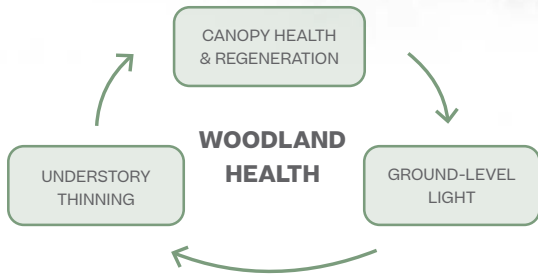 CANOPY HEALTH
& REGENERATION
WOODLAND
HEALTH
UNDERSTORY
THINNING
GROUND-LEVEL
LIGHT